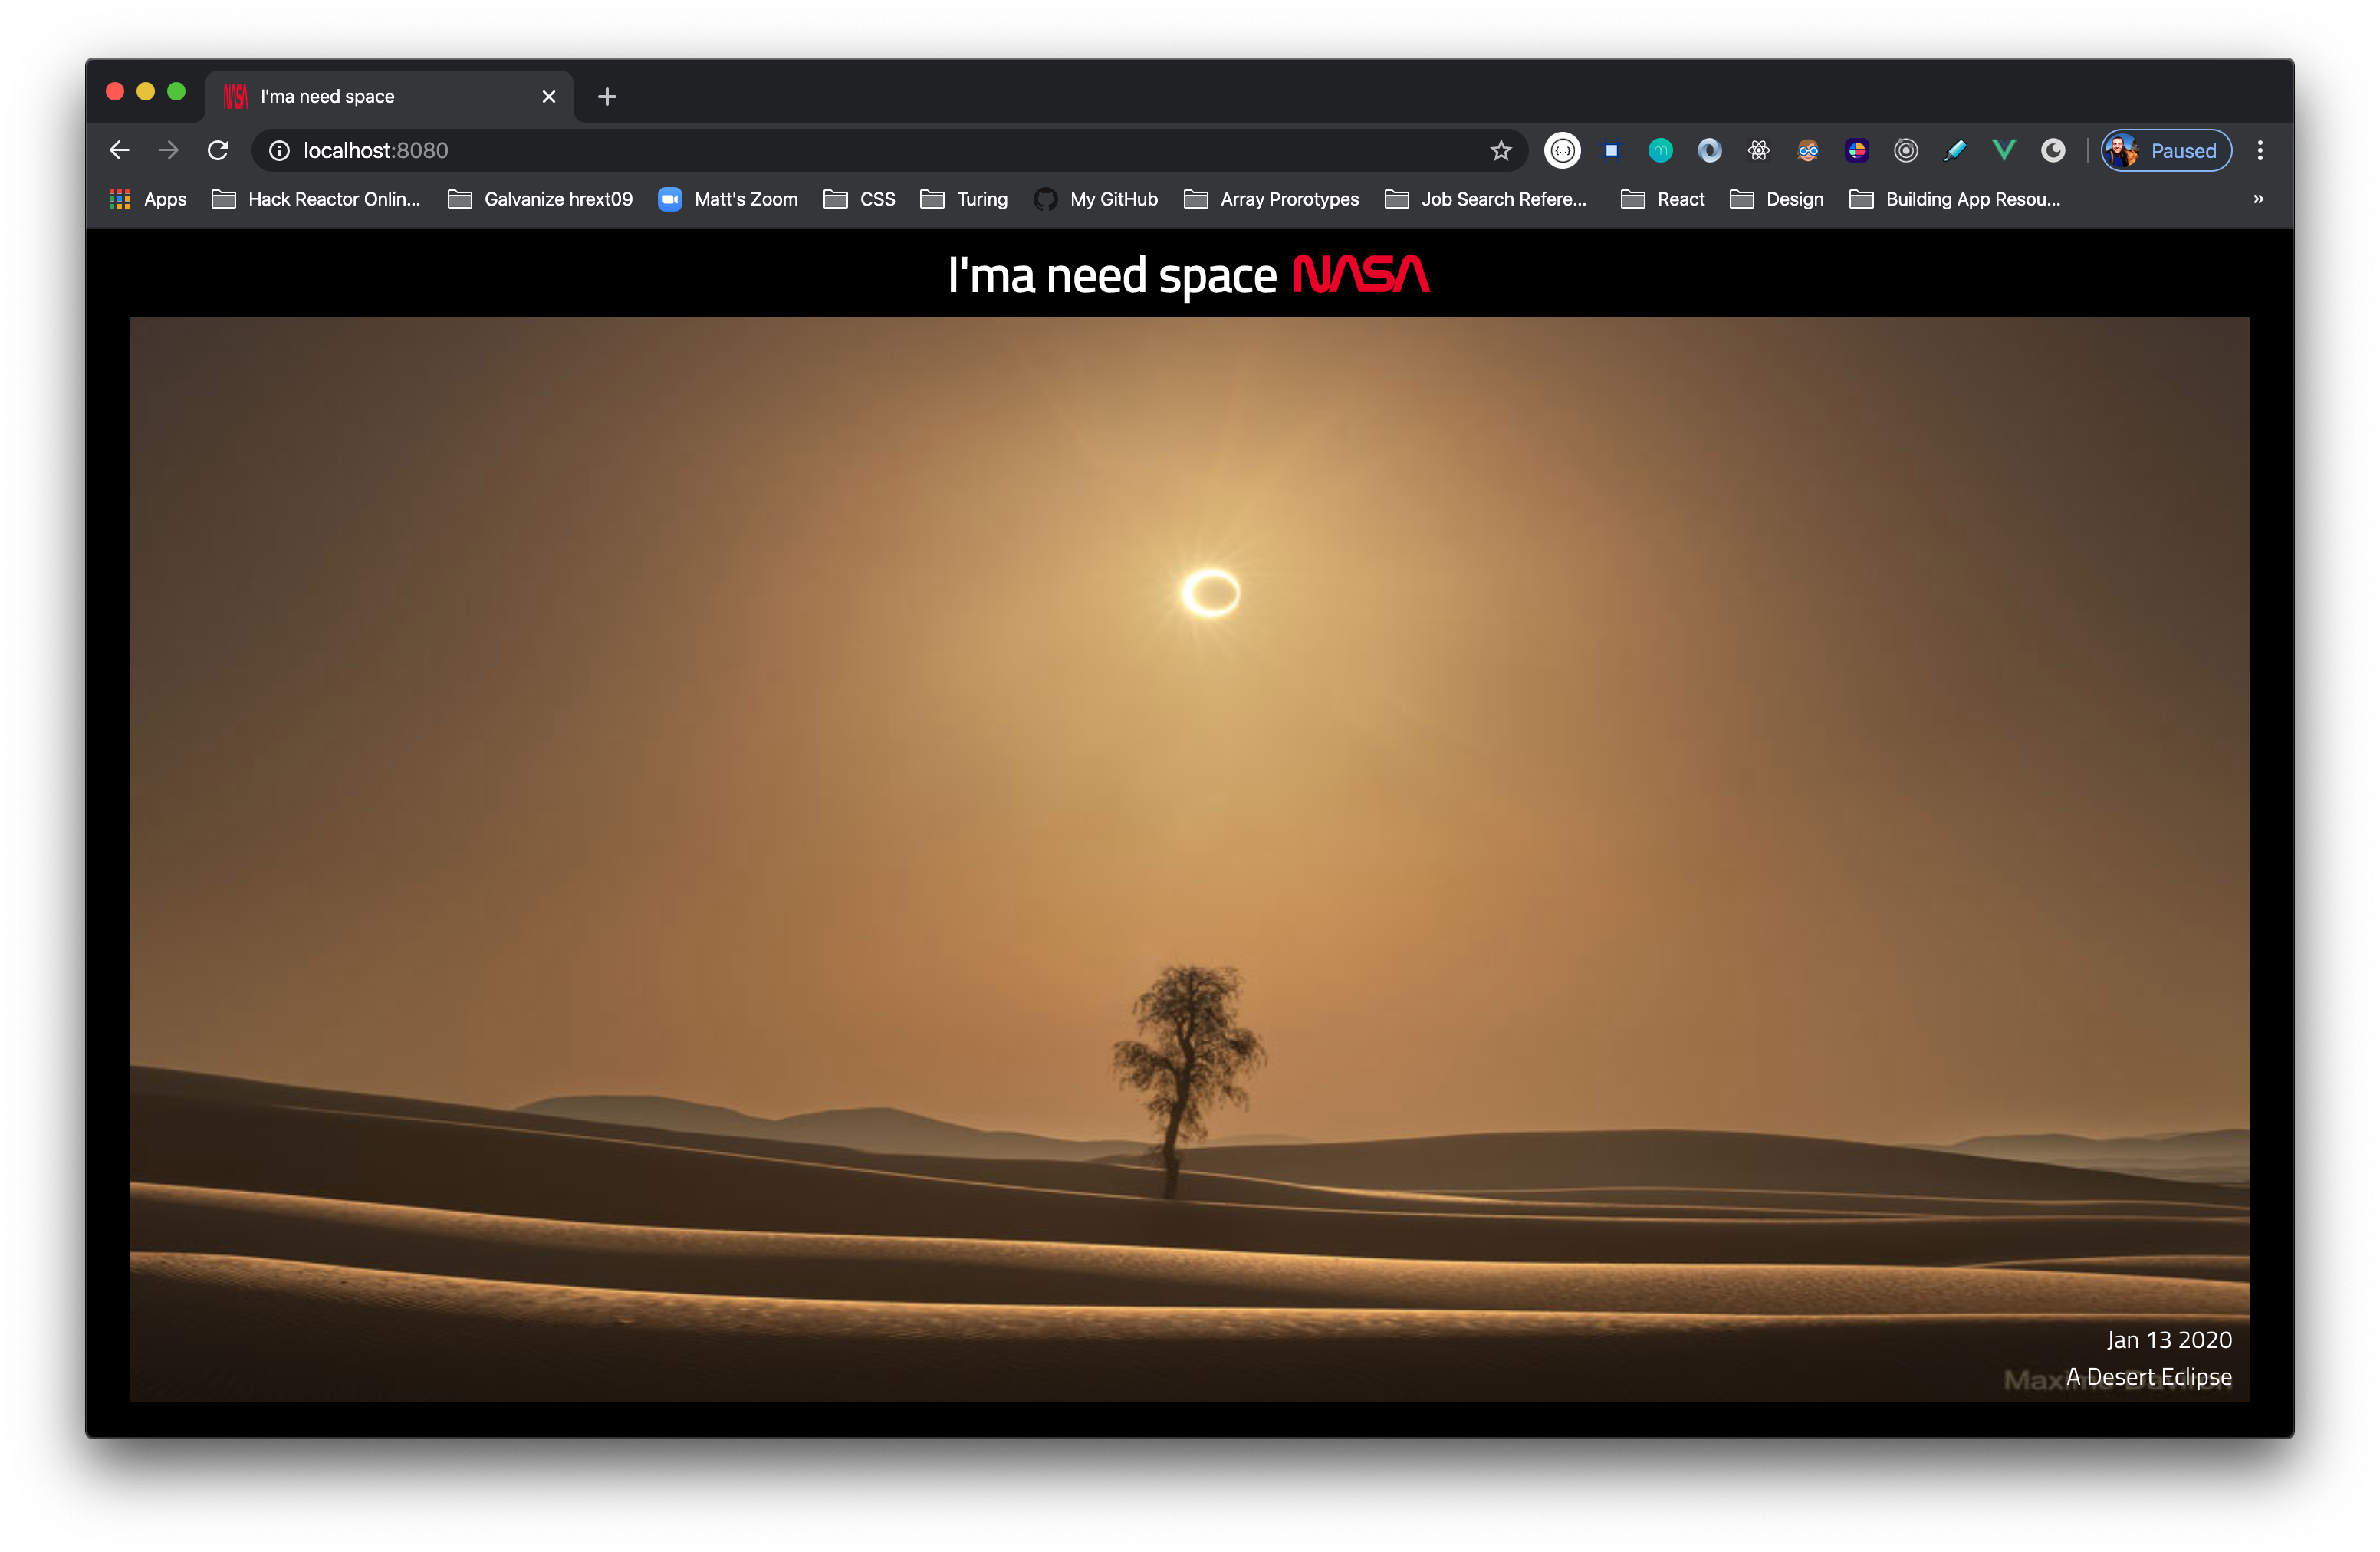 NASA I'ma need space
localhost:8080
Paused
Apps Hack Reactor Onlin... Galvanize hrext09 Matt's Zoom CSS Turing My GitHub Array Prorotypes Job Search Refere... React Design Building App Resou... »
I'ma need space NASA
Jan 13 2020
A Desert Eclipse